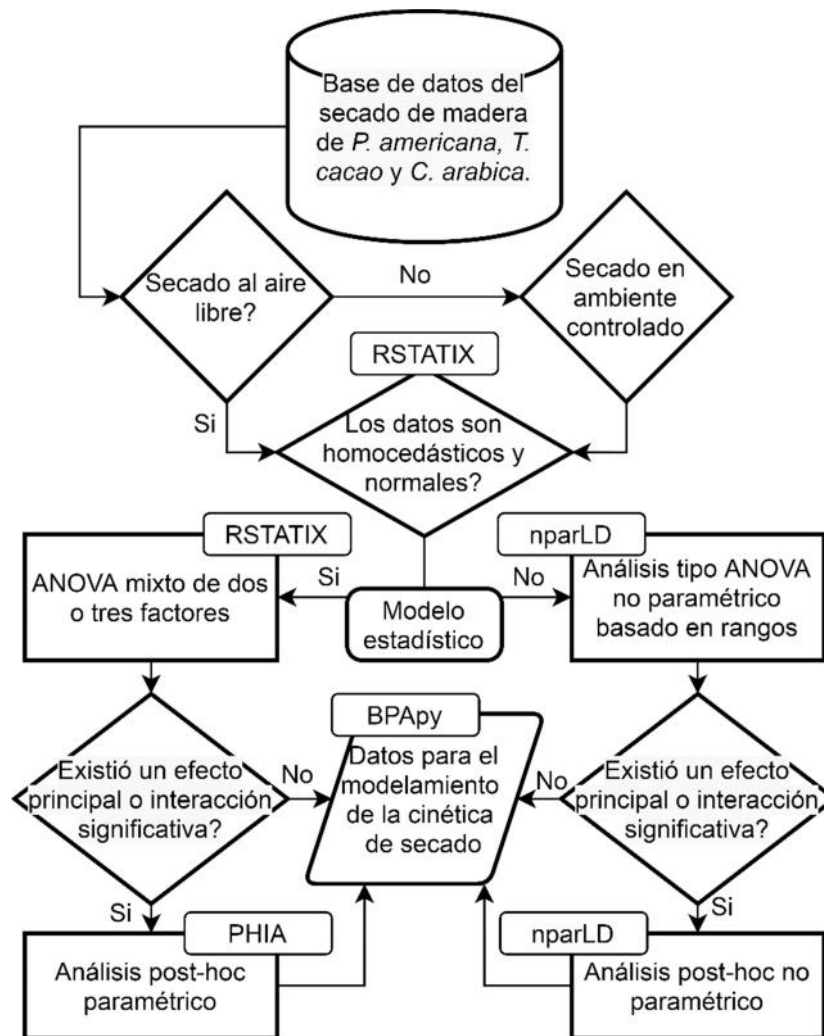 Base de datos del
secado de madera
de P. americana, T.
cacao y C. arabica.
Secado al aire
libre?
No
Secado en
ambiente
controlado
RSTATIX
Si
Los datos son
homocedásticos y
normales?
RSTATIX
nparLD
ANOVA mixto de dos
o tres factores
Si
Modelo
estadístico
No
Análisis tipo ANOVA
no paramétrico
basado en rangos
BPApy
Existió un efecto
principal o interacción
significativa?
No
Datos para el
modelamiento
de la cinética
de secado
No
Existió un efecto
principal o interacción
significativa?
Si
PHIA
nparLD
Si
Análisis post-hoc
paramétrico
Análisis post-hoc no
paramétrico